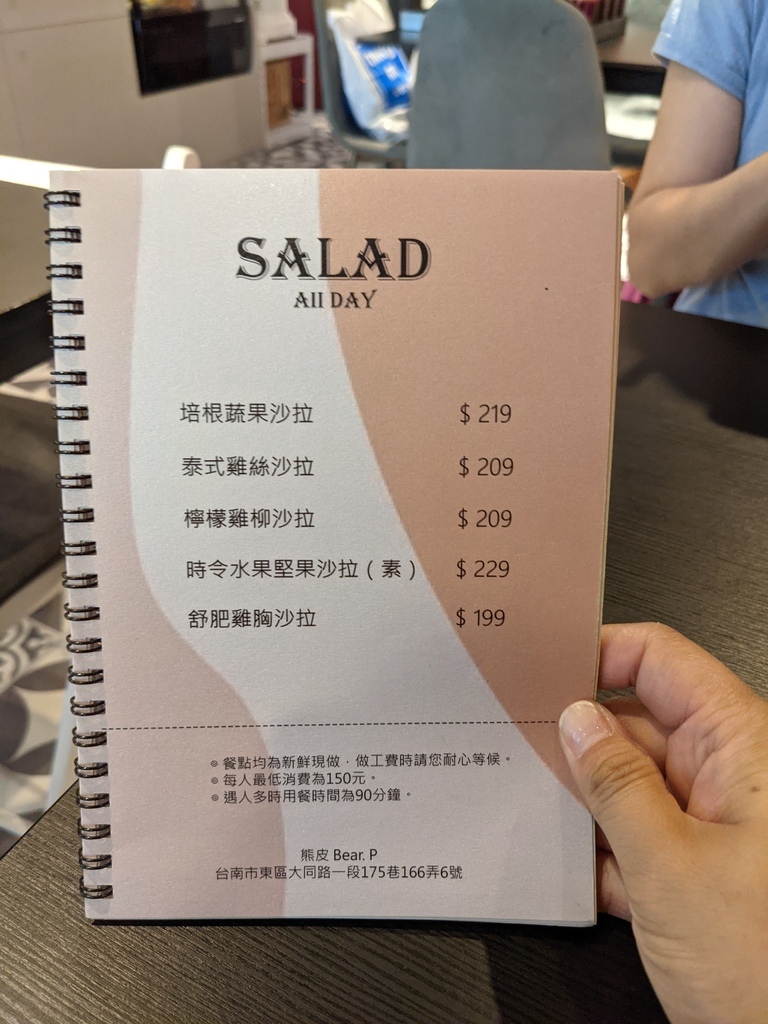 SALAD
All DAY
培根蔬果沙拉 $ 219
泰式雞絲沙拉 $ 209
檸檬雞柳沙拉 $ 209
時令水果堅果沙拉（素） $ 229
舒肥雞胸沙拉 $ 199
◎ 餐點均為新鮮現做，做工費時請您耐心等候。
◎ 每人最低消費為150元。
◎ 遇人多時用餐時間為90分鐘。
熊皮 Bear. P
台南市東區大同路一段175巷166弄6號